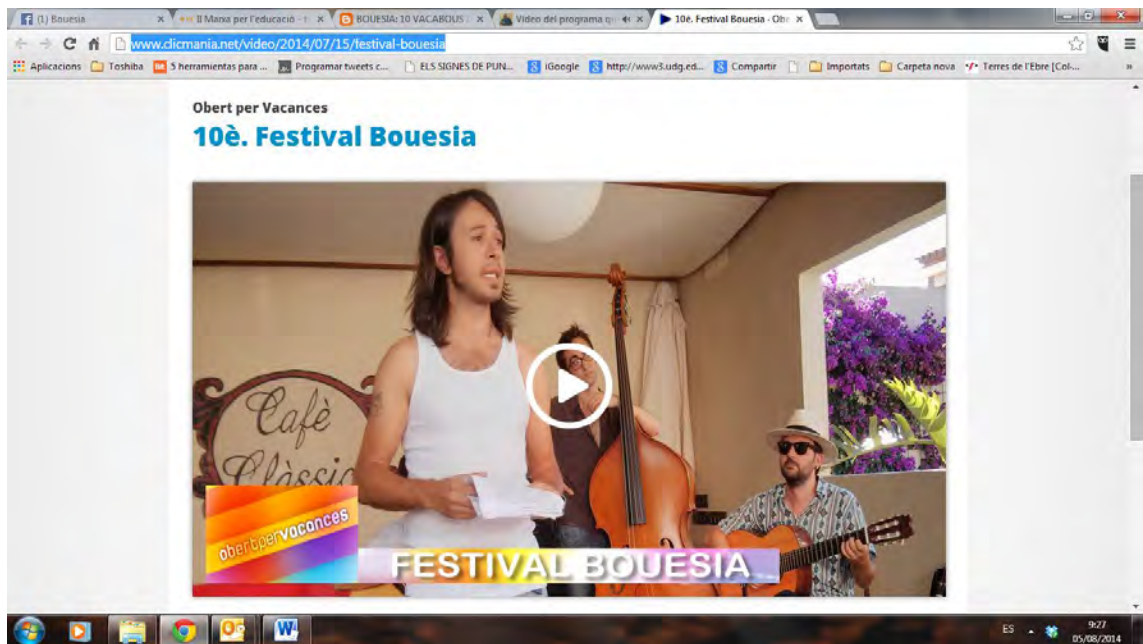 (1) Bouesia
II Mana per l'educació - t
BOUESIA: 10 VACABOUS
Video del programa q
10è. Festival Bouesia - Obe
www.clicmania.net/video/2014/07/15/festival-bouesia
Aplicacions Toshiba 5 herramientas para ... Programar tweets c... ELS SIGNES DE PUN... iGoogle http://www3.udg.ed... Compartir Importats Carpeta nova Terres de l'Ebre [Col-...
Obert per Vacances
10è. Festival Bouesia
Cafè
Clàssic
obertpervacances
FESTIVAL BOUESIA
ES
9:27
05/08/2014